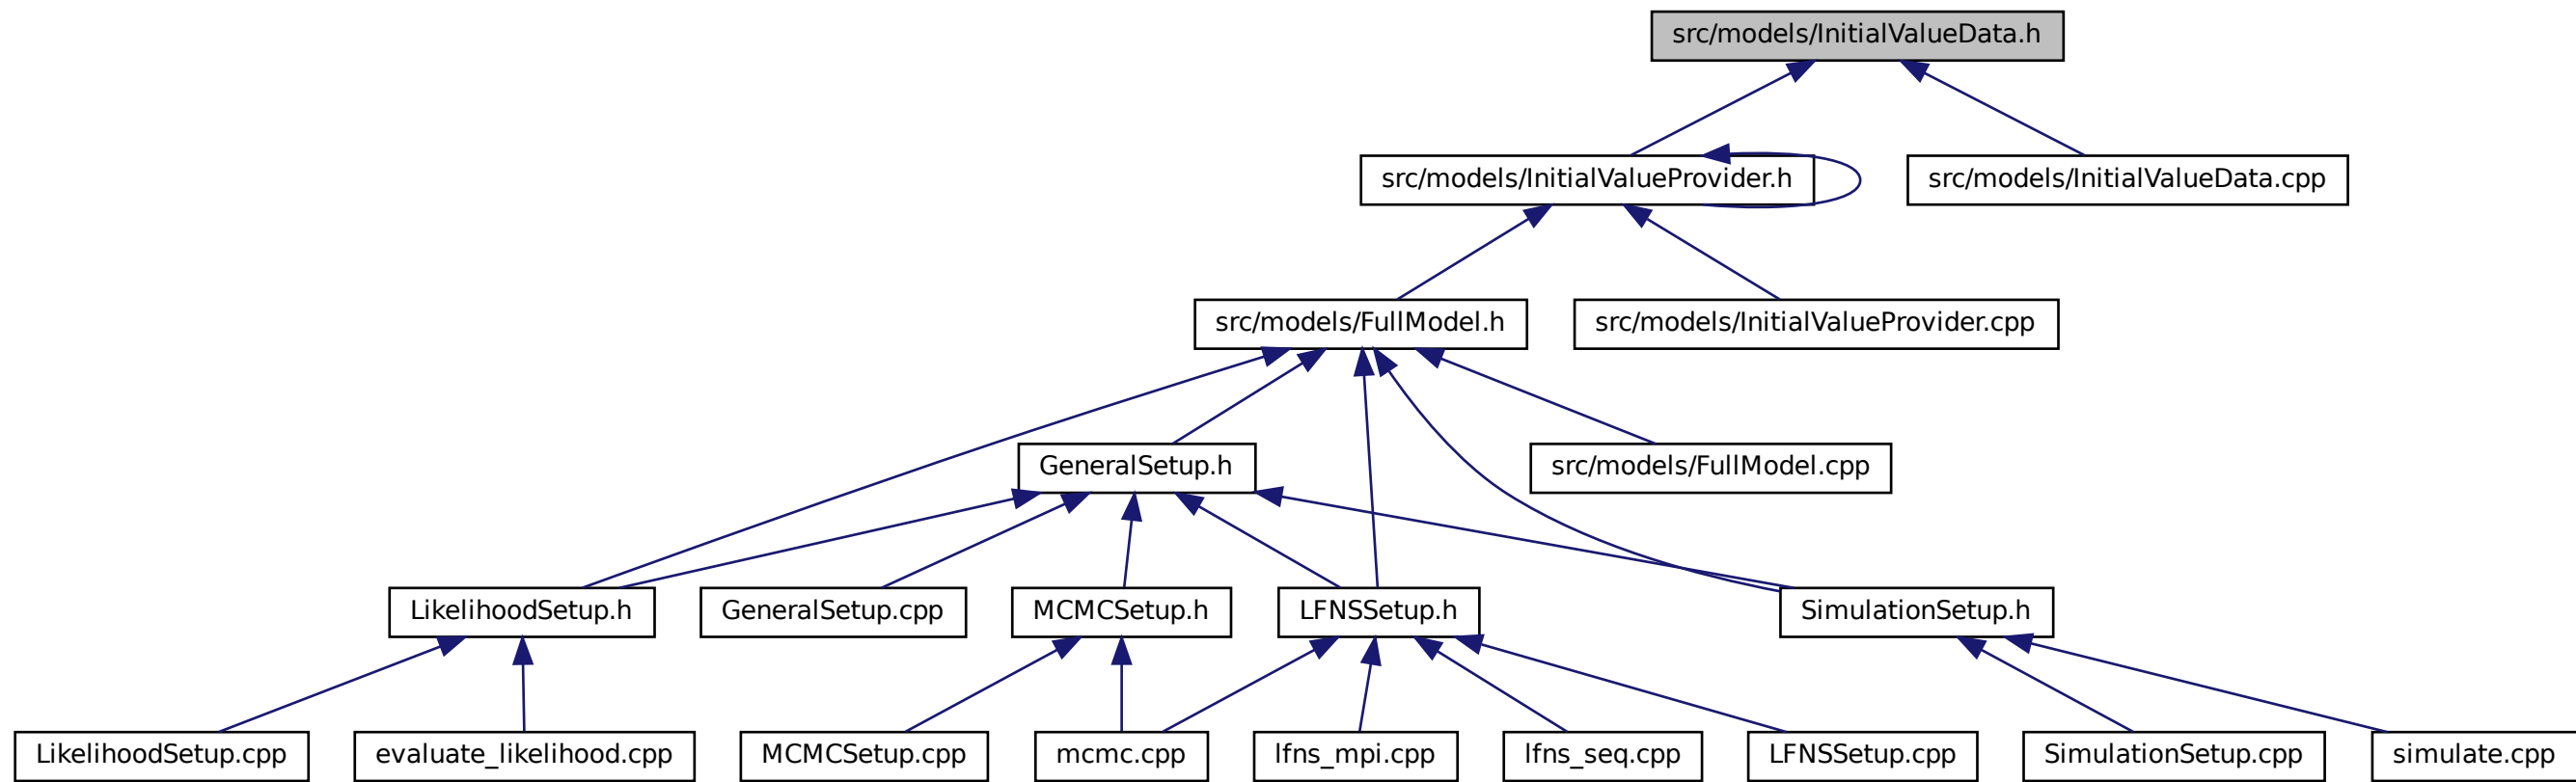 src/models/InitialValueData.h
src/models/InitialValueProvider.h
src/models/InitialValueData.cpp
src/models/FullModel.h
src/models/InitialValueProvider.cpp
GeneralSetup.h
src/models/FullModel.cpp
LikelihoodSetup.h
GeneralSetup.cpp
MCMCSetup.h
LFNSSetup.h
SimulationSetup.h
LikelihoodSetup.cpp
evaluate_likelihood.cpp
MCMCSetup.cpp
mcmc.cpp
lfns_mpi.cpp
lfns_seq.cpp
LFNSSetup.cpp
SimulationSetup.cpp
simulate.cpp